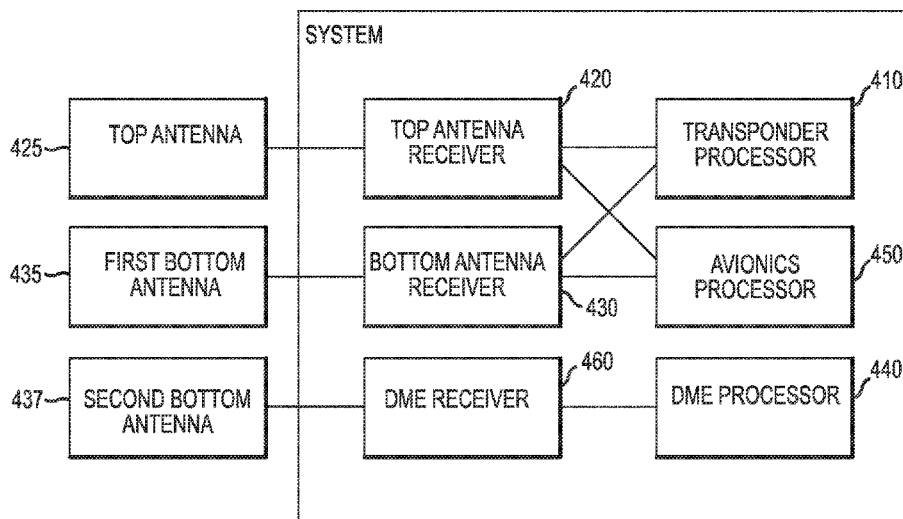 SYSTEM
420
410
TOP ANTENNA
TOP ANTENNA
RECEIVER
TRANSPONDER
PROCESSOR
425
FIRST BOTTOM
ANTENNA
BOTTOM ANTENNA
RECEIVER
AVIONICS
PROCESSOR
435
450
430
460
440
SECOND BOTTOM
ANTENNA
DME RECEIVER
DME PROCESSOR
437